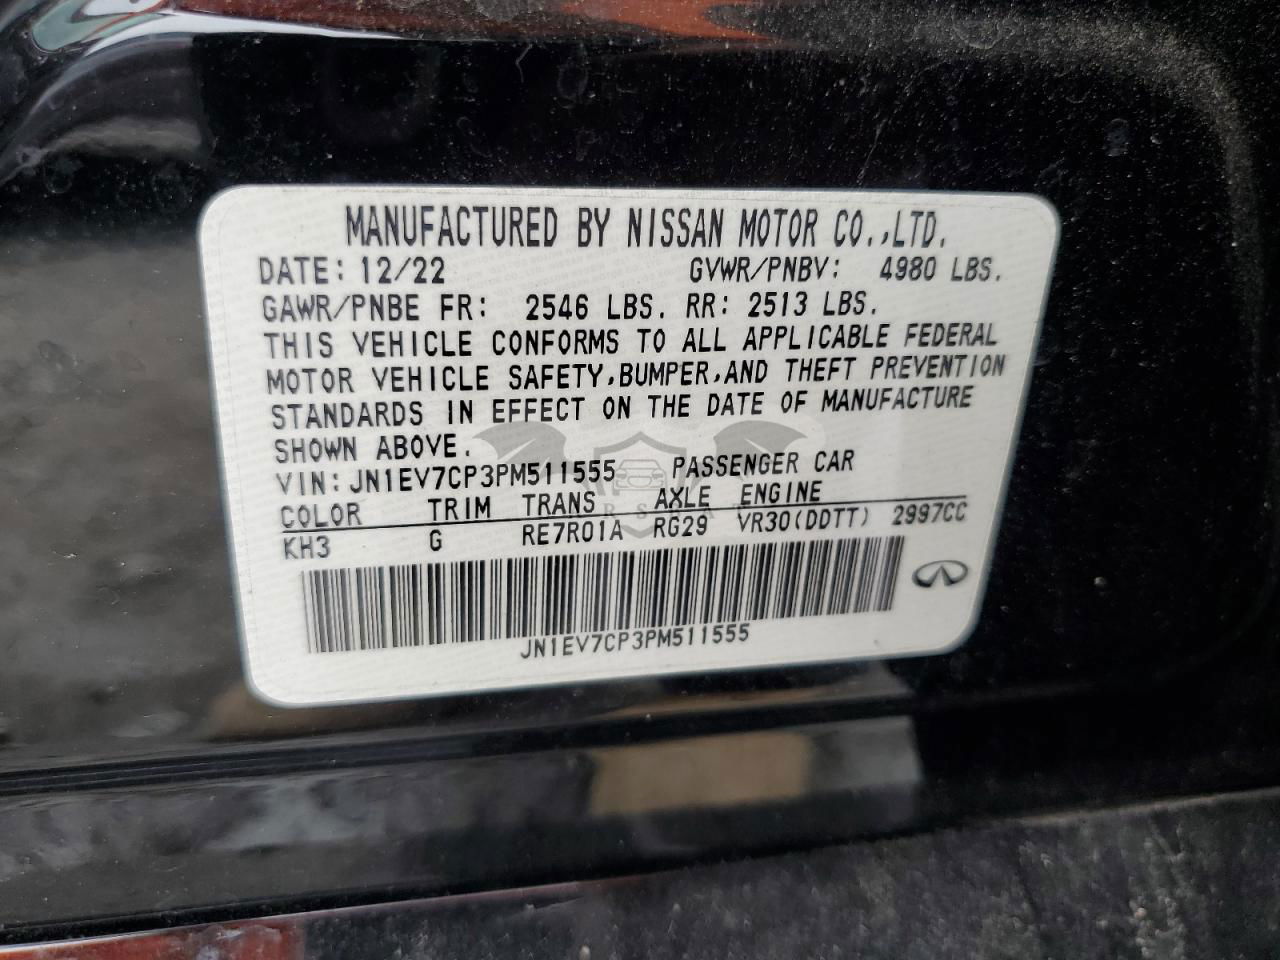 MANUFACTURED BY NISSAN MOTOR CO.,LTD.
DATE: 12/22 GVWR/PNBV: 4980 LBS.
GAWR/PNBE FR: 2546 LBS. RR: 2513 LBS.
THIS VEHICLE CONFORMS TO ALL APPLICABLE FEDERAL
MOTOR VEHICLE SAFETY,BUMPER,AND THEFT PREVENTION
STANDARDS IN EFFECT ON THE DATE OF MANUFACTURE
SHOWN ABOVE.
VIN: JN1EV7CP3PM511555 PASSENGER CAR
COLOR TRIM TRANS AXLE ENGINE
KH3 G RE7R01A RG29 VR30(DDTT) 2997CC
JN1EV7CP3PM511555